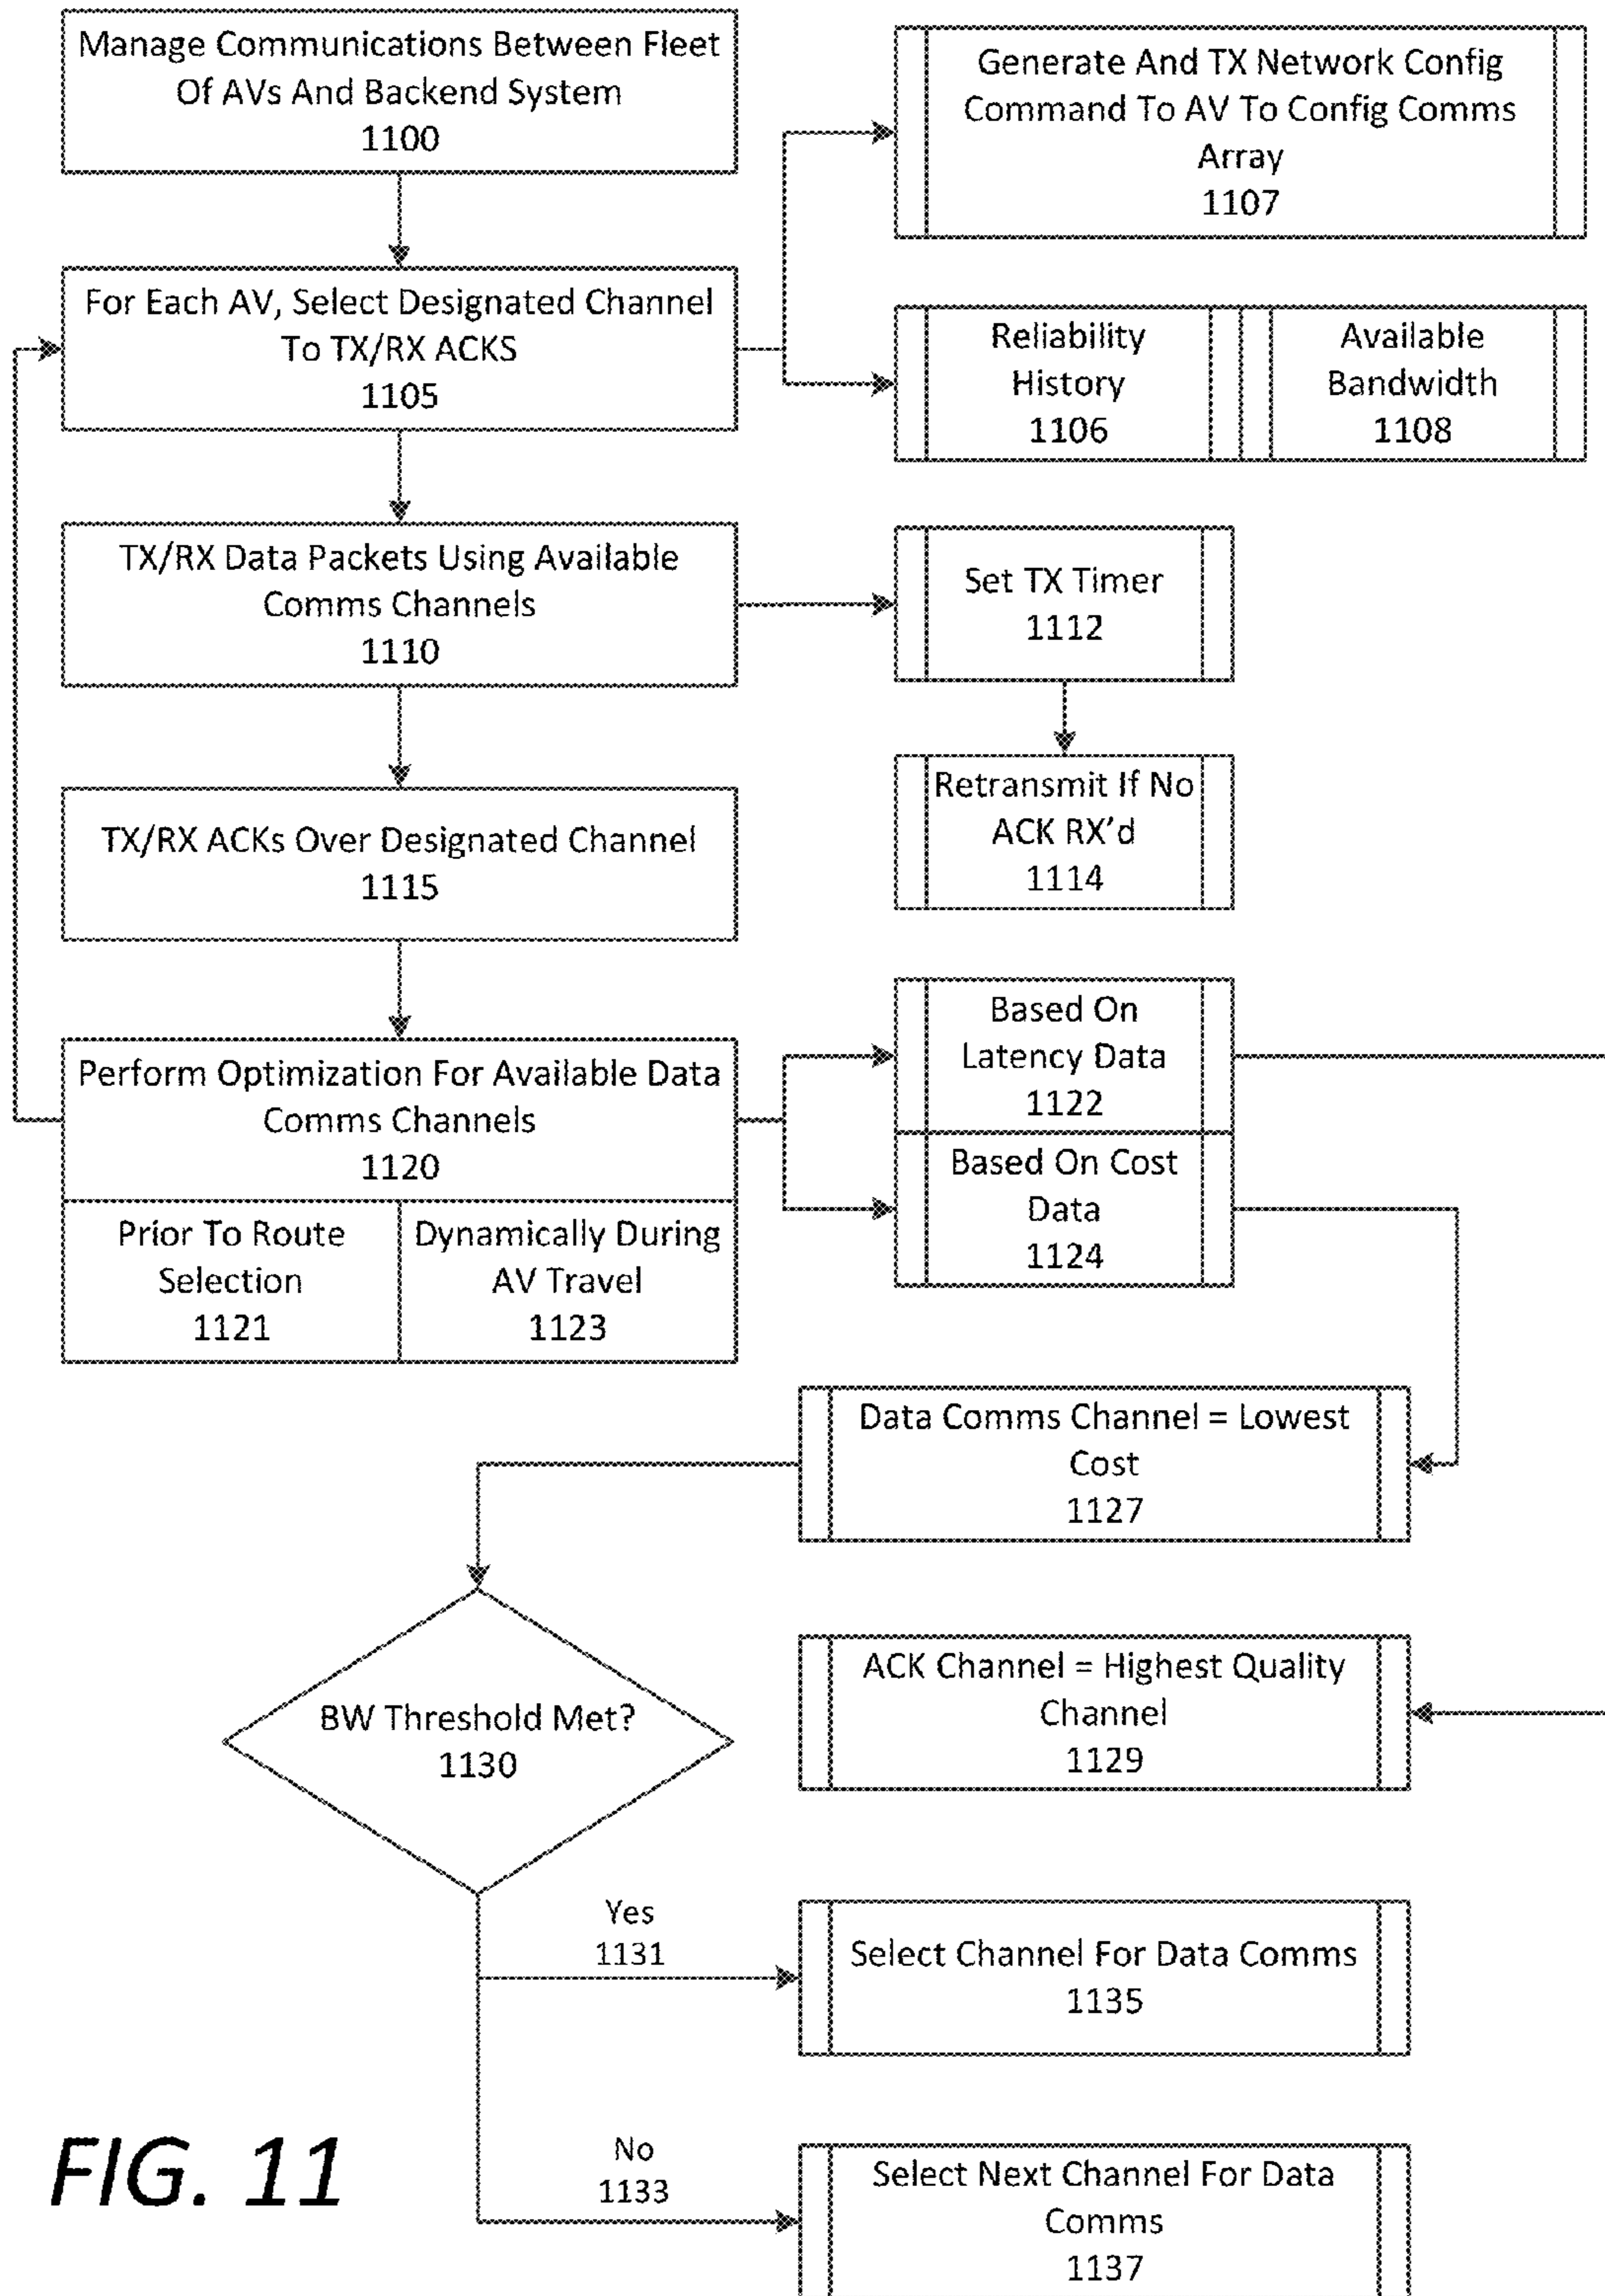 Manage Communications Between Fleet
Of AVs And Backend System
1100
Generate And TX Network Config
Command To AV To Config Comms
Array
1107
For Each AV, Select Designated Channel
To TX/RX ACKS
1105
Reliability
History
1106
Available
Bandwidth
1108
TX/RX Data Packets Using Available
Comms Channels
1110
Set TX Timer
1112
Retransmit If No
ACK RX'd
1114
TX/RX ACKs Over Designated Channel
1115
Perform Optimization For Available Data
Comms Channels
1120
Prior To Route
Selection
1121
Dynamically During
AV Travel
1123
Based On
Latency Data
1122
Based On Cost
Data
1124
Data Comms Channel = Lowest
Cost
1127
ACK Channel = Highest Quality
Channel
1129
BW Threshold Met?
1130
Yes
1131
Select Channel For Data Comms
1135
No
1133
Select Next Channel For Data
Comms
1137
FIG. 11